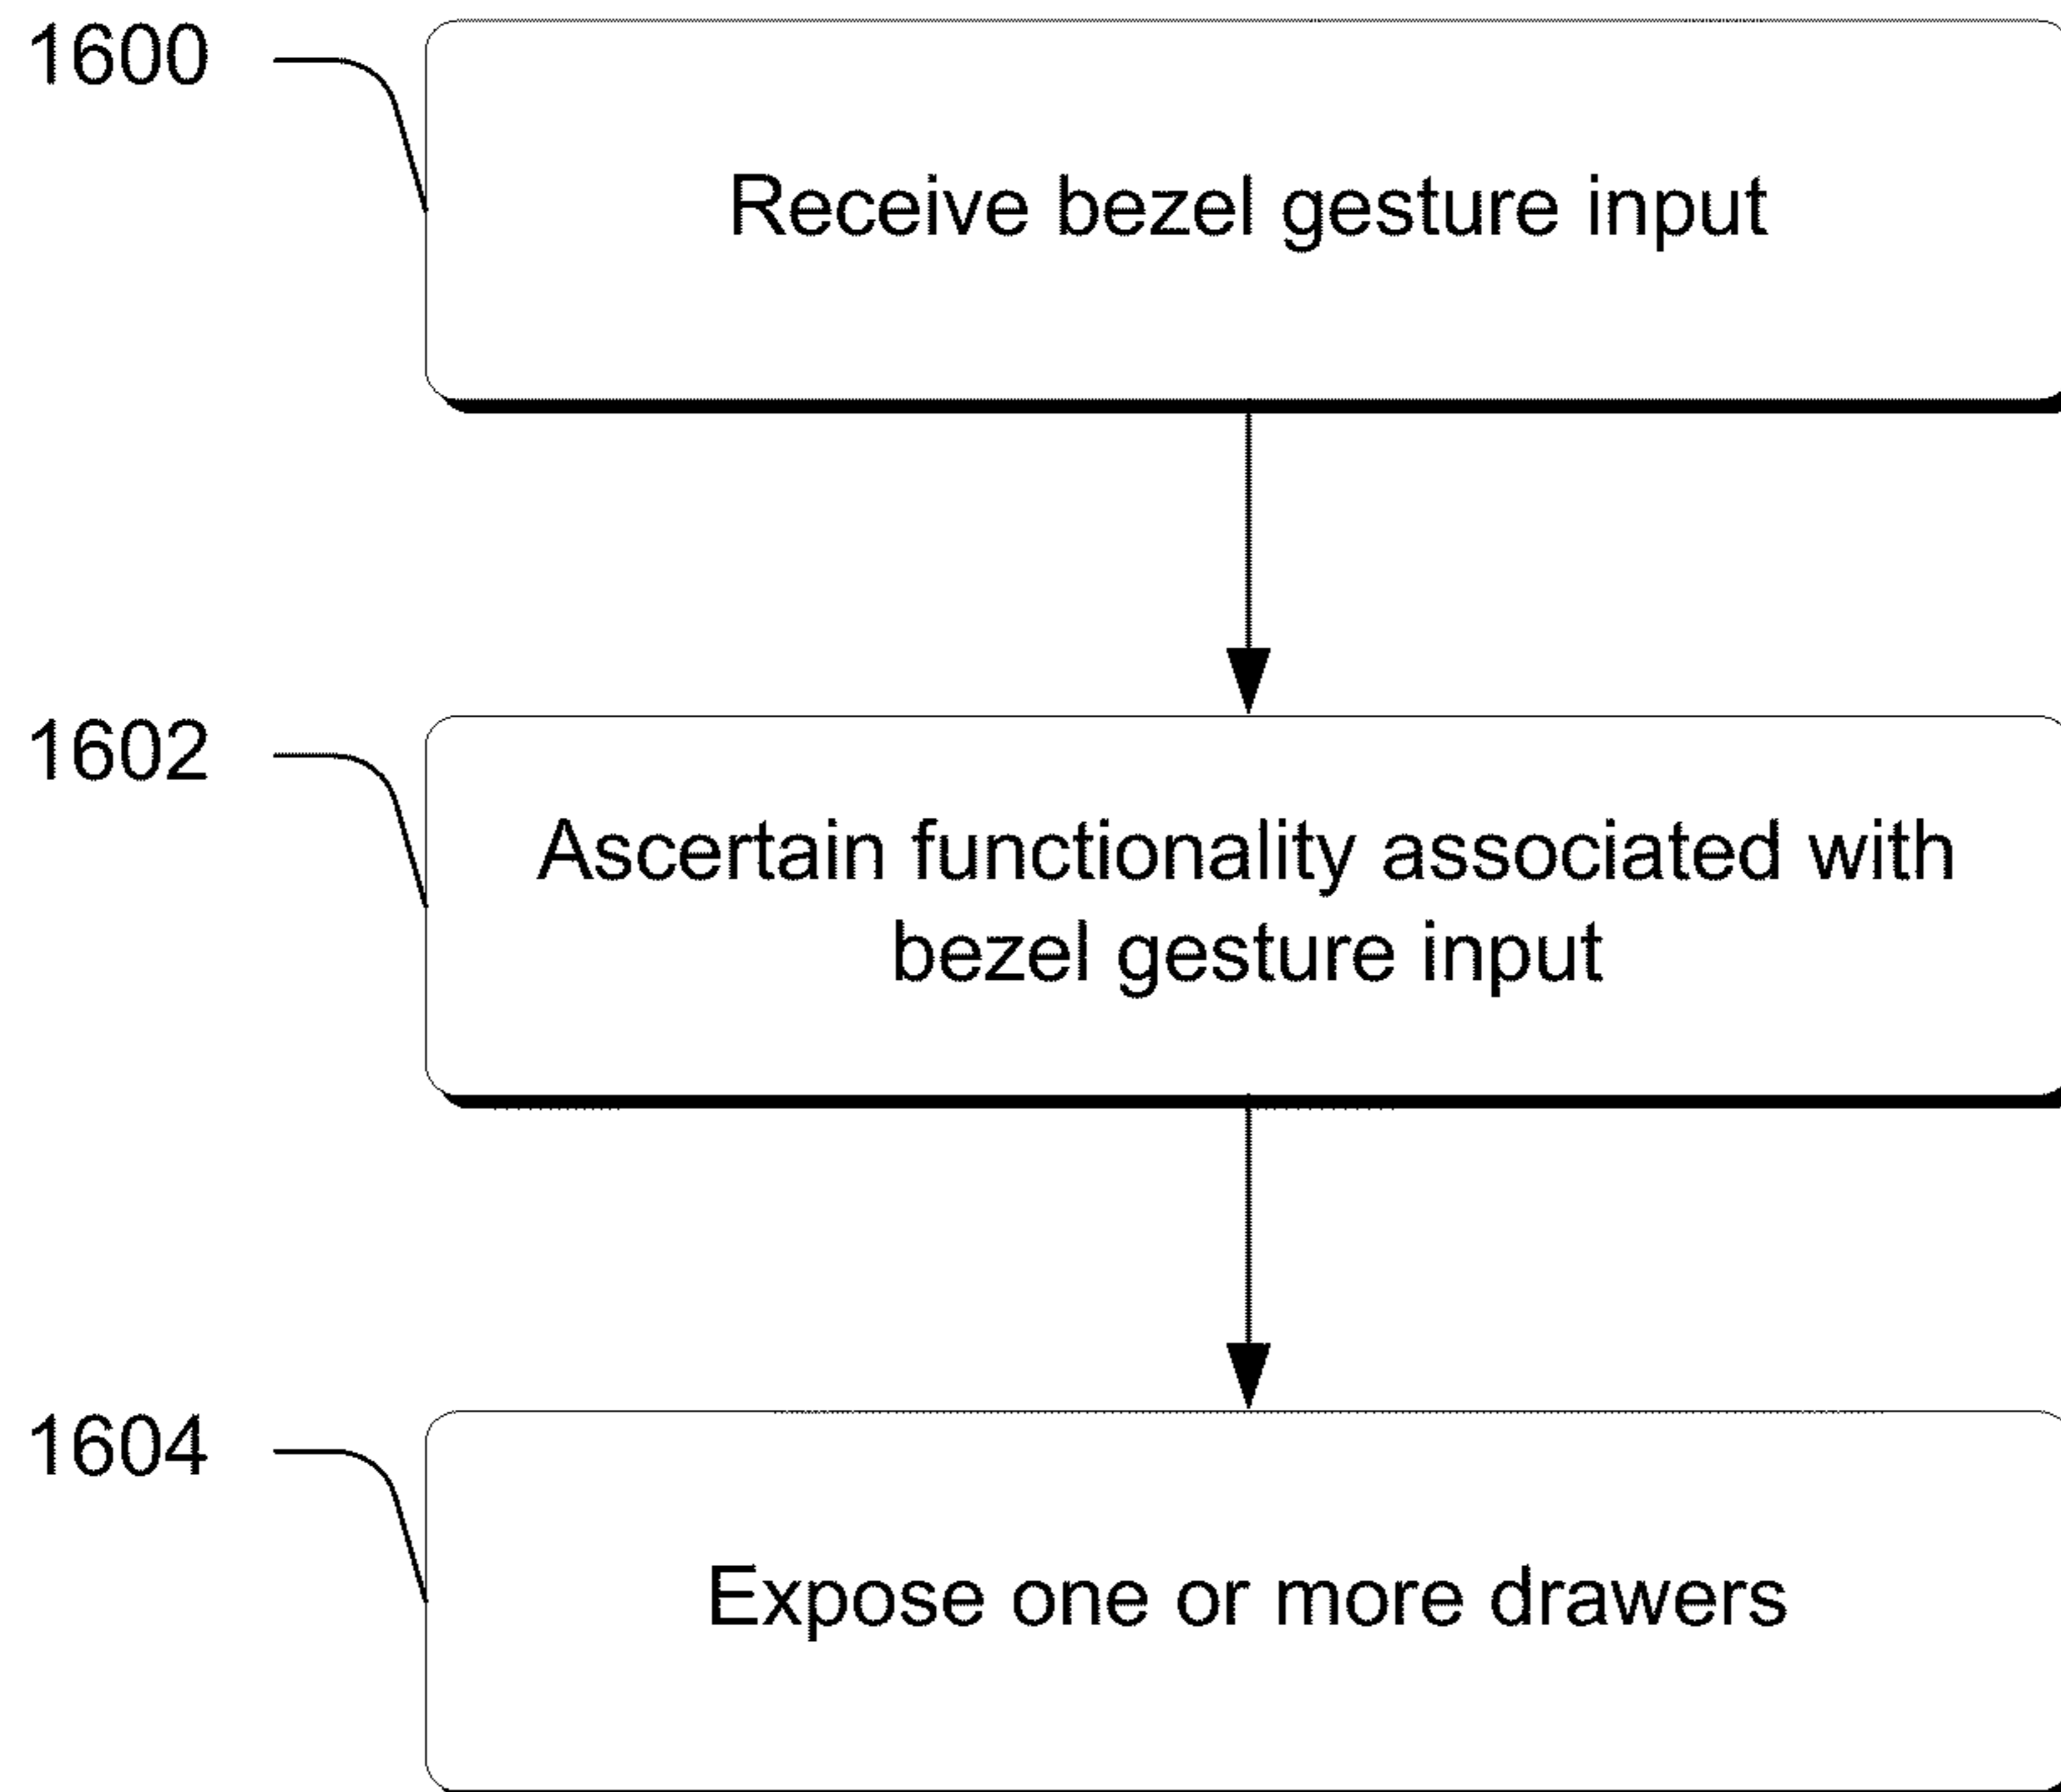 1600
Receive bezel gesture input
1602
Ascertain functionality associated with
bezel gesture input
1604
Expose one or more drawers